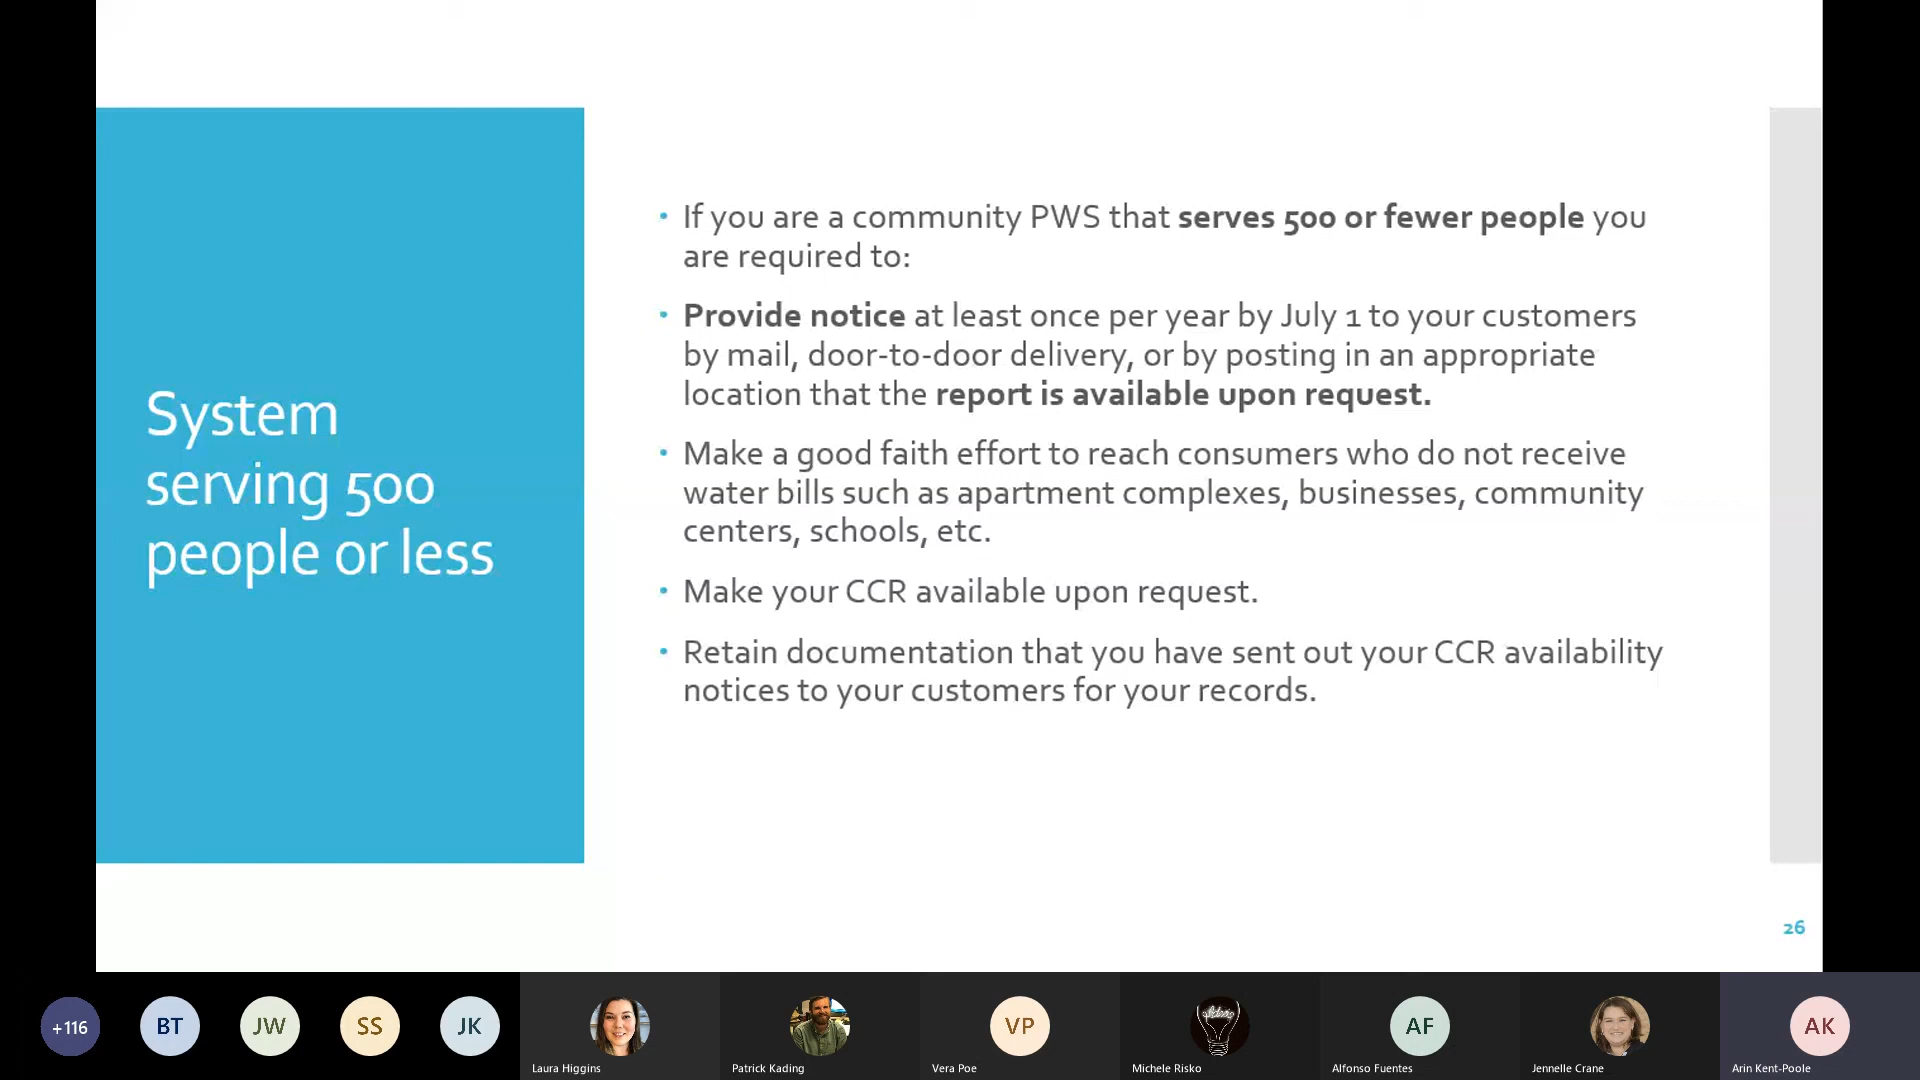 System
serving 500
people or less
• If you are a community PWS that serves 500 or fewer people you
are required to:
• Provide notice at least once per year by July 1 to your customers
by mail, door-to-door delivery, or by posting in an appropriate
location that the report is available upon request.
• Make a good faith effort to reach consumers who do not receive
water bills such as apartment complexes, businesses, community
centers, schools, etc.
• Make your CCR available upon request.
• Retain documentation that you have sent out your CCR availability
notices to your customers for your records.
26
+116
BT
JW
SS
JK
Laura Higgins
Patrick Kading
VP
Vera Poe
Michele Risko
AF
Alfonso Fuentes
Jennelle Crane
AK
Arin Kent-Poole